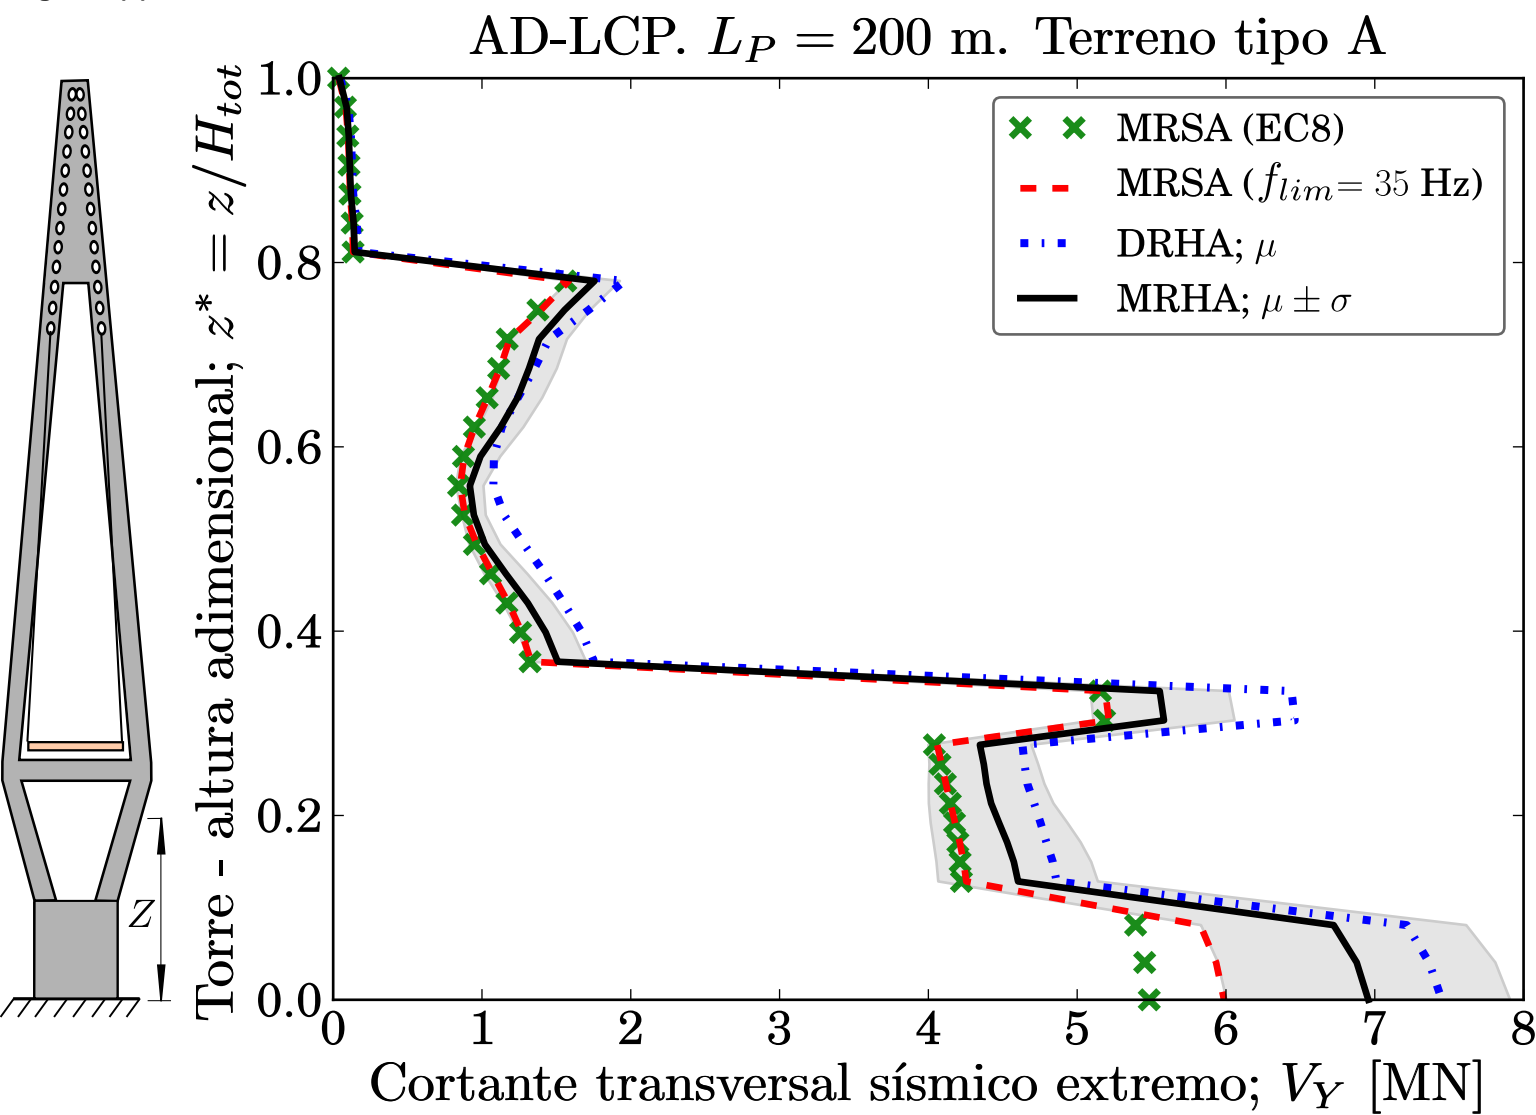 AD-LCP. L_P = 200 m. Terreno tipo A
Torre - altura adimensional; z* = z/H_tot
1.0
0.8
0.6
0.4
0.2
0.0
MRSA (EC8)
MRSA (f_lim = 35 Hz)
DRHA; μ
MRHA; μ ± σ
Z
0 1 2 3 4 5 6 7 8
Cortante transversal sísmico extremo; V_Y [MN]